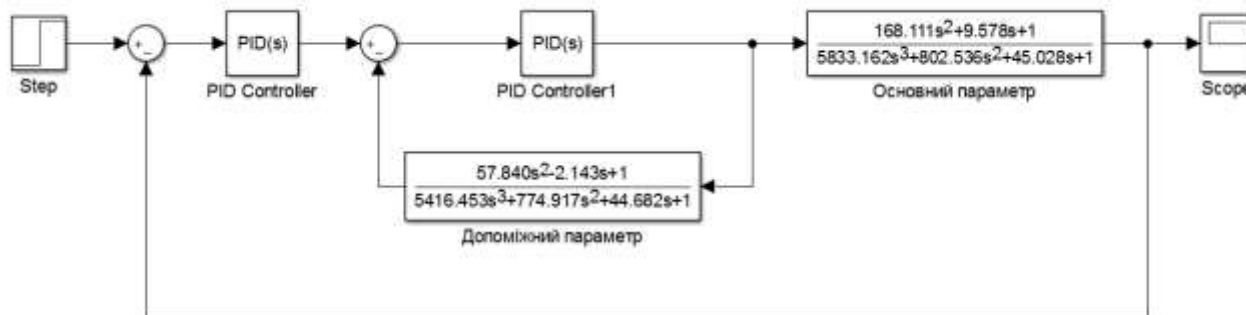 168.111s2+9.578s+1
5833.162s3+802.536s2+45.028s+1
+
−
PID(s)
+
−
PID(s)
Step
PID Controller
PID Controller1
Основний параметр
Scope
57.840s2-2.143s+1
5416.453s3+774.917s2+44.682s+1
Допоміжний параметр